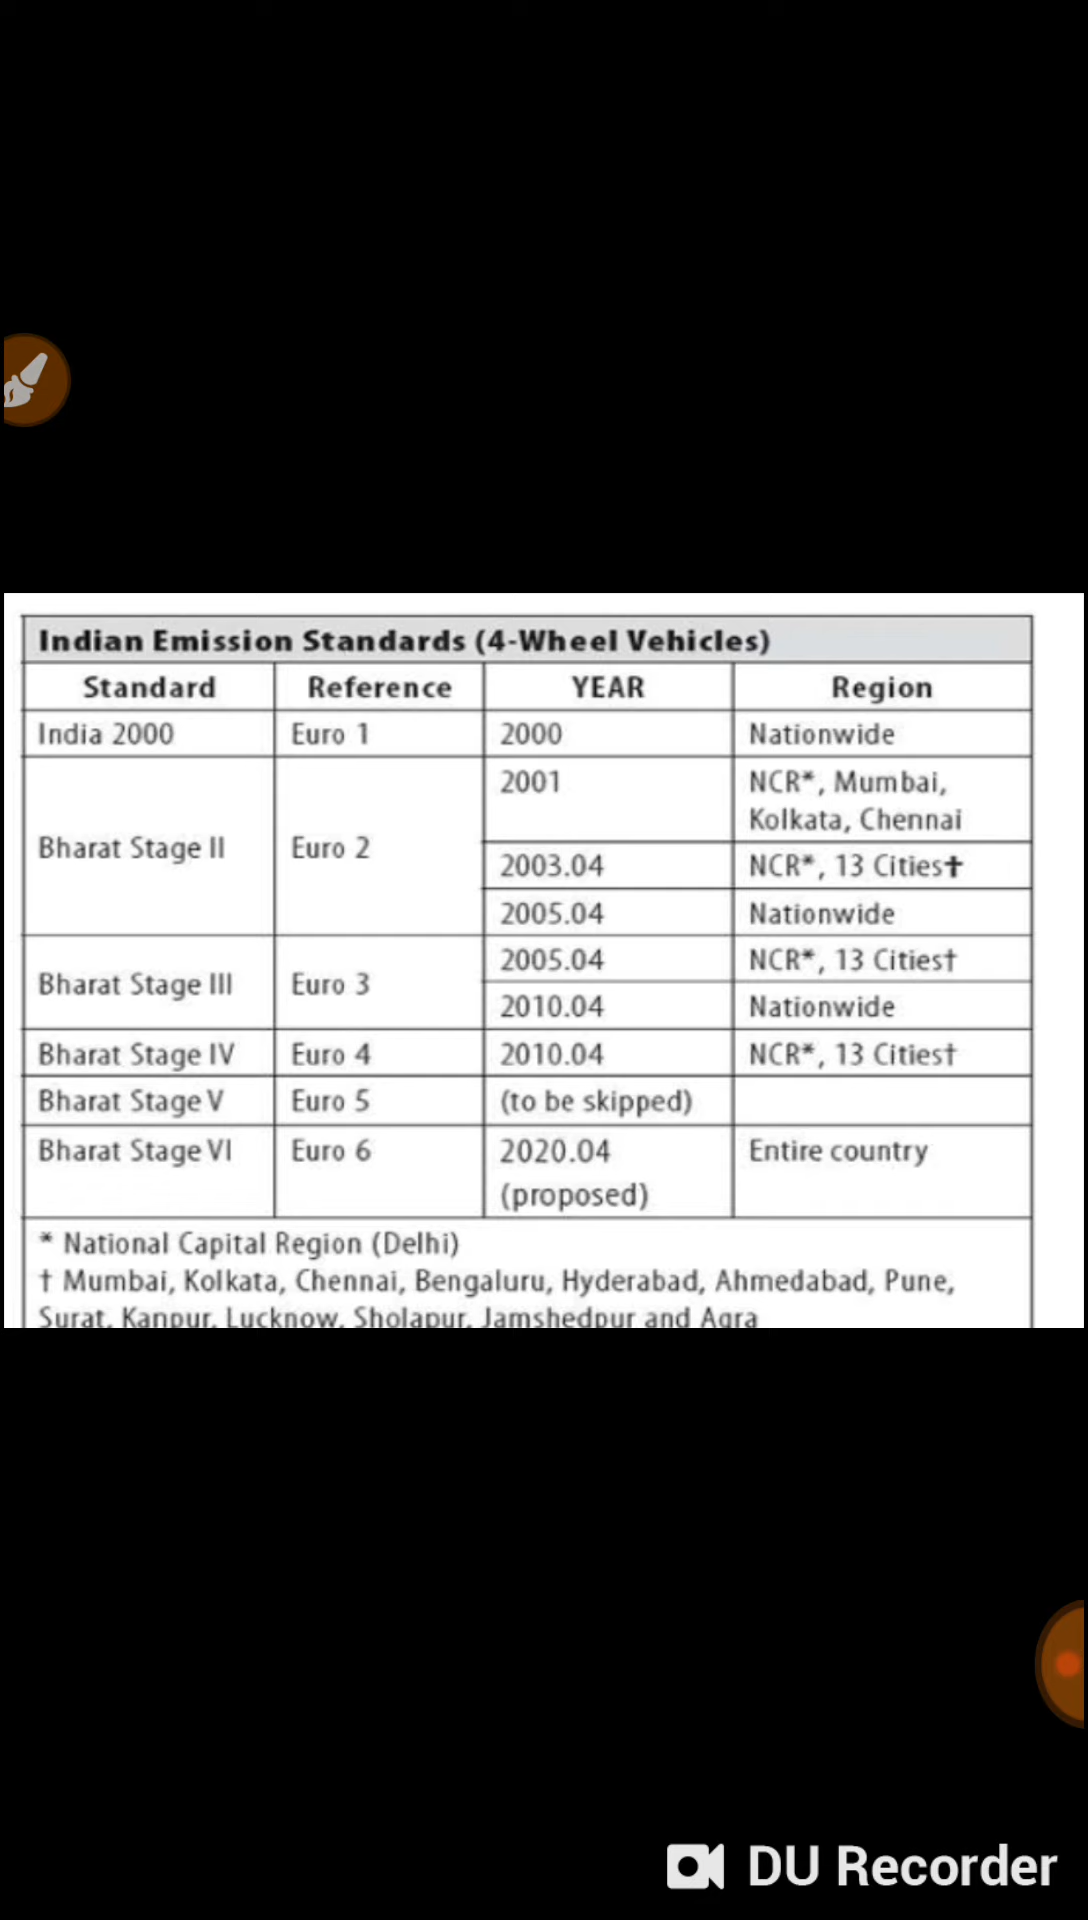 Indian Emission Standards (4-Wheel Vehicles)
Standard Reference YEAR Region
India 2000 Euro 1 2000 Nationwide
Bharat Stage II Euro 2 2001 NCR*, Mumbai,
Kolkata, Chennai
2003.04 NCR*, 13 Cities†
2005.04 Nationwide
Bharat Stage III Euro 3 2005.04 NCR*, 13 Cities†
2010.04 Nationwide
Bharat Stage IV Euro 4 2010.04 NCR*, 13 Cities†
Bharat Stage V Euro 5 (to be skipped)
Bharat Stage VI Euro 6 2020.04 Entire country
(proposed)
* National Capital Region (Delhi)
† Mumbai, Kolkata, Chennai, Bengaluru, Hyderabad, Ahmedabad, Pune,
Surat, Kanpur, Lucknow, Sholapur, Jamshedpur and Agra
DU Recorder